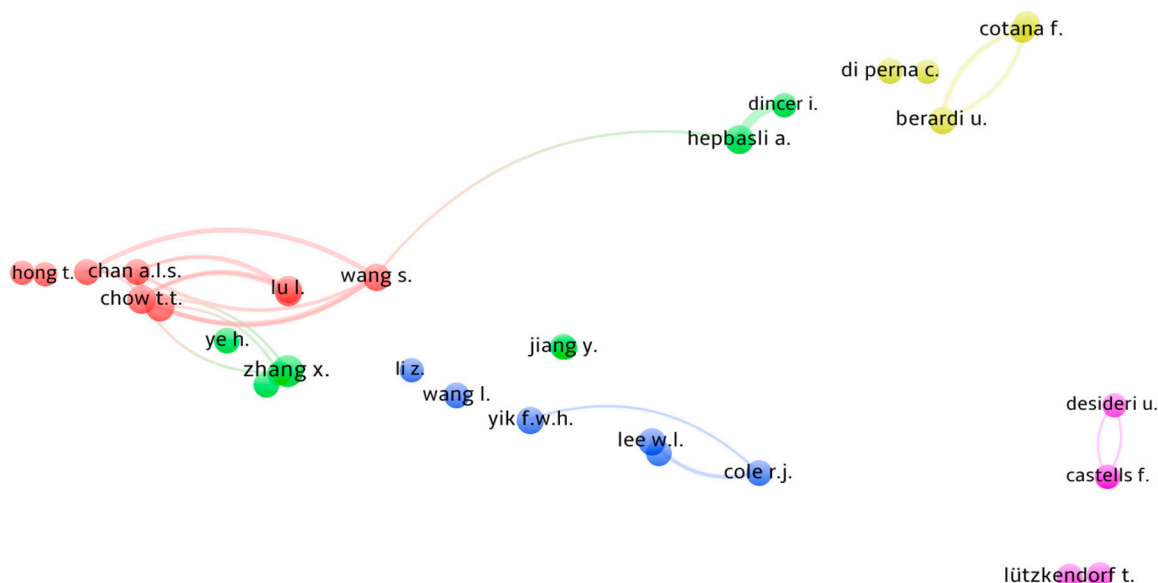 cotana f.
di perna c.
dincer i.
berardi u.
hepbasli a.
hong t.
chan a.l.s.
wang s.
lu l.
chow t.t.
ye h.
jiang y.
zhang x.
li z.
wang l.
desideri u.
yik f.w.h.
lee w.l.
cole r.j.
castells f.
lützkendorf t.